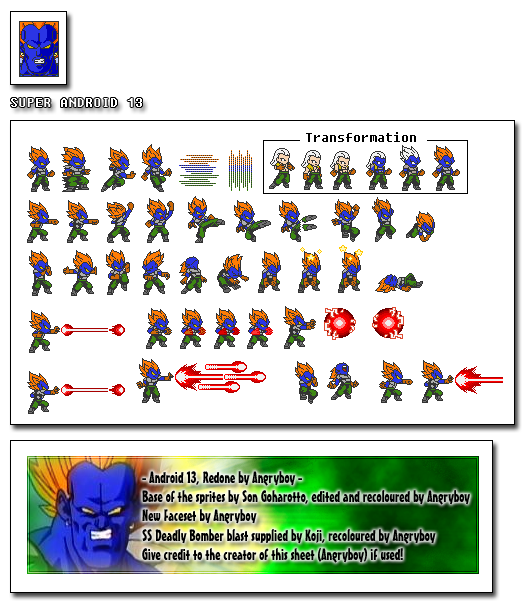 SUPER ANDROID 13
Transformation
- Android 13, Redone by Angryboy -
Base of the sprites by Son Goharotto, edited and recoloured by Angryboy
New Faceset by Angryboy
SS Deadly Bomber blast supplied by Koji, recoloured by Angryboy
Give credit to the creator of this sheet (Angryboy) if used!